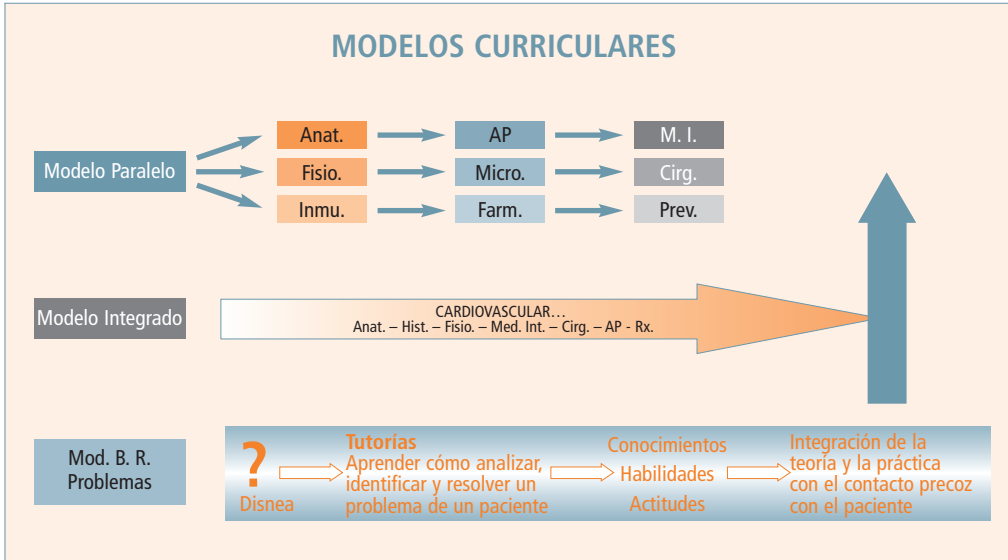 MODELOS CURRICULARES
Modelo Paralelo
Anat.
AP
M. I.
Fisio.
Micro.
Cirg.
Inmu.
Farm.
Prev.
Modelo Integrado
CARDIOVASCULAR...
Anat. – Hist. – Fisio. – Med. Int. – Cirg. – AP - Rx.
Mod. B. R.
Problemas
?
Disnea
Tutorías
Aprender cómo analizar,
identificar y resolver un
problema de un paciente
Conocimientos
Habilidades
Actitudes
Integración de la
teoría y la práctica
con el contacto precoz
con el paciente